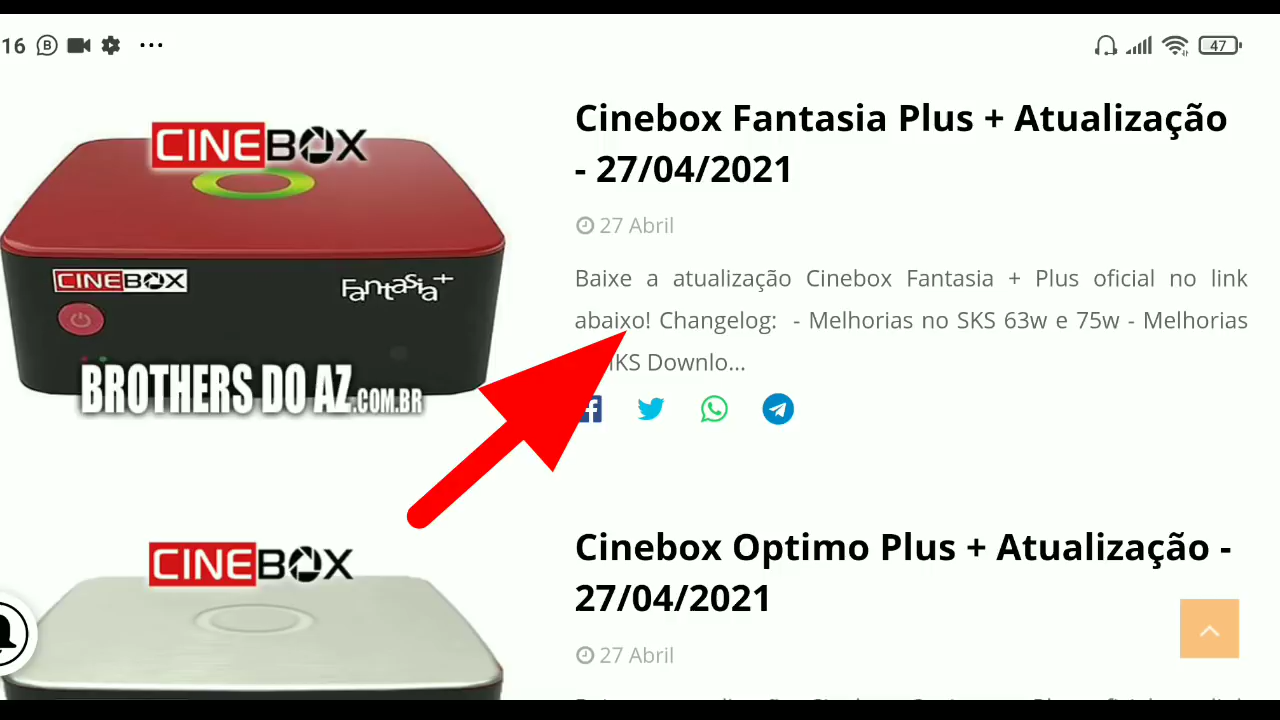 16
47
CINEBOX
CINEBOX
Fantasia+
BROTHERS DO AZ.COM.BR
Cinebox Fantasia Plus + Atualização
- 27/04/2021
27 Abril
Baixe a atualização Cinebox Fantasia + Plus oficial no link
abaixo! Changelog: - Melhorias no SKS 63w e 75w - Melhorias
Downlo...
CINEBOX
Cinebox Optimo Plus + Atualização -
27/04/2021
27 Abril